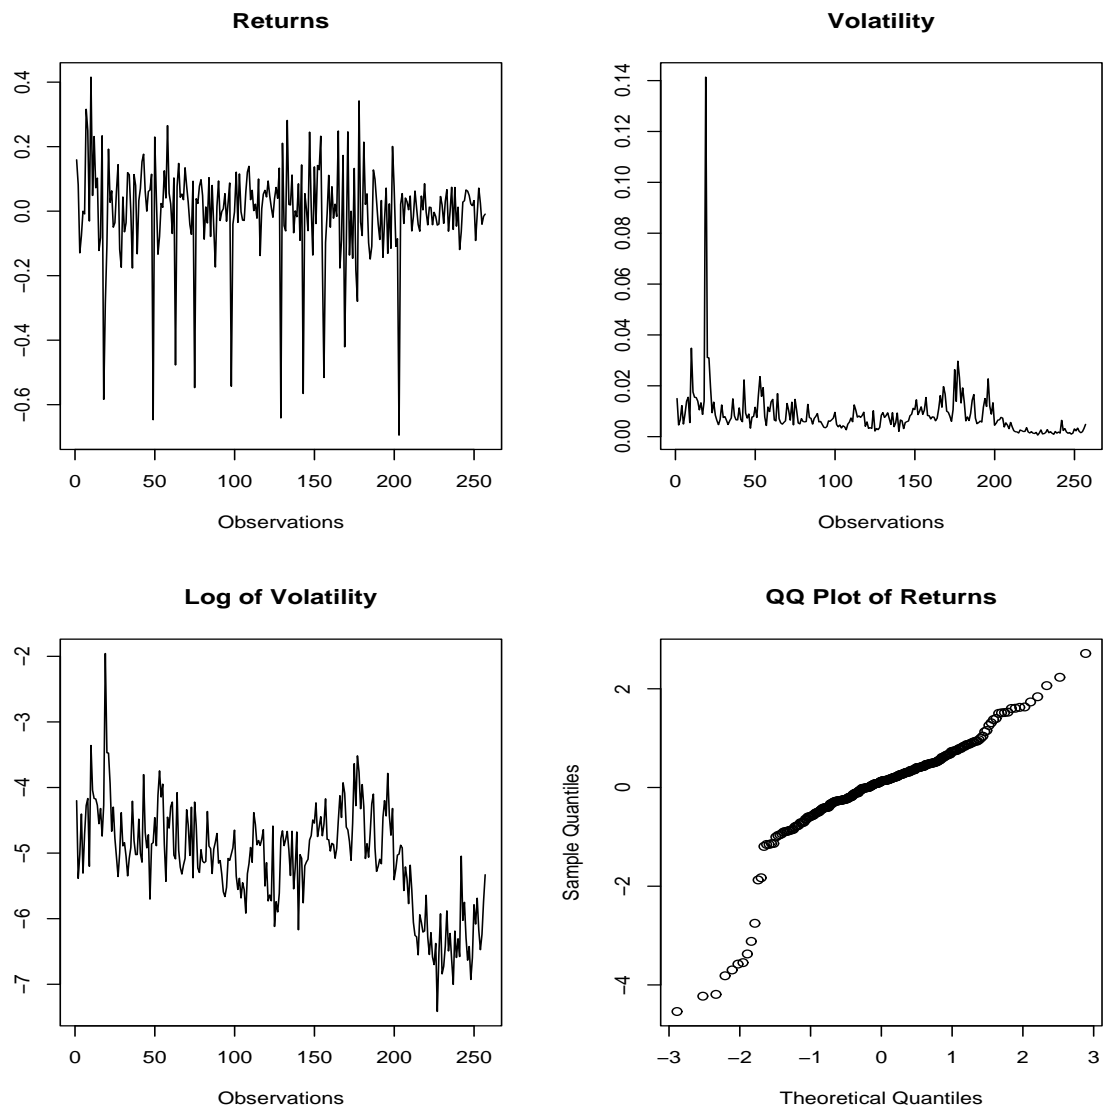 Returns
0.4
0.2
0.0
−0.2
−0.4
−0.6
0 50 100 150 200 250
Observations
Volatility
0.14
0.12
0.10
0.08
0.06
0.04
0.02
0.00
0 50 100 150 200 250
Observations
Log of Volatility
−2
−3
−4
−5
−6
−7
0 50 100 150 200 250
Observations
QQ Plot of Returns
Sample Quantiles
2
0
−2
−4
−3 −2 −1 0 1 2 3
Theoretical Quantiles